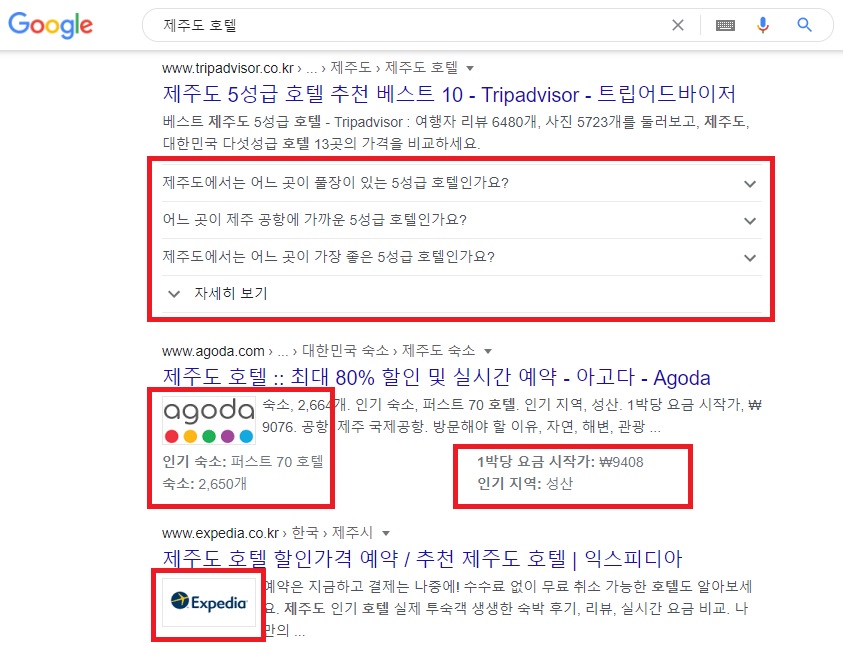 Google
제주도 호텔
www.tripadvisor.co.kr › ... › 제주도 › 제주도 호텔
제주도 5성급 호텔 추천 베스트 10 - Tripadvisor - 트립어드바이저
베스트 제주도 5성급 호텔 - Tripadvisor : 여행자 리뷰 6480개, 사진 5723개를 둘러보고, 제주도,
대한민국 다섯성급 호텔 13곳의 가격을 비교하세요.
제주도에서는 어느 곳이 풀장이 있는 5성급 호텔인가요?
어느 곳이 제주 공항에 가까운 5성급 호텔인가요?
제주도에서는 어느 곳이 가장 좋은 5성급 호텔인가요?
자세히 보기
www.agoda.com › ... › 대한민국 숙소 › 제주도 숙소
제주도 호텔 :: 최대 80% 할인 및 실시간 예약 - 아고다 - Agoda
agoda
숙소, 2,664개. 인기 숙소, 퍼스트 70 호텔. 인기 지역, 성산. 1박당 요금 시작가, ₩
9076. 공항, 제주 국제공항. 방문해야 할 이유, 자연, 해변, 관광 ...
인기 숙소: 퍼스트 70 호텔 1박당 요금 시작가: ₩9408
숙소: 2,650개 인기 지역: 성산
www.expedia.co.kr › 한국 › 제주시
제주도 호텔 할인가격 예약 / 추천 제주도 호텔 | 익스피디아
Expedia
예약은 지금하고 결제는 나중에! 수수료 없이 무료 취소 가능한 호텔도 알아보세
요. 제주도 인기 호텔 실제 투숙객 생생한 숙박 후기, 리뷰, 실시간 요금 비교. 나
만의 ...